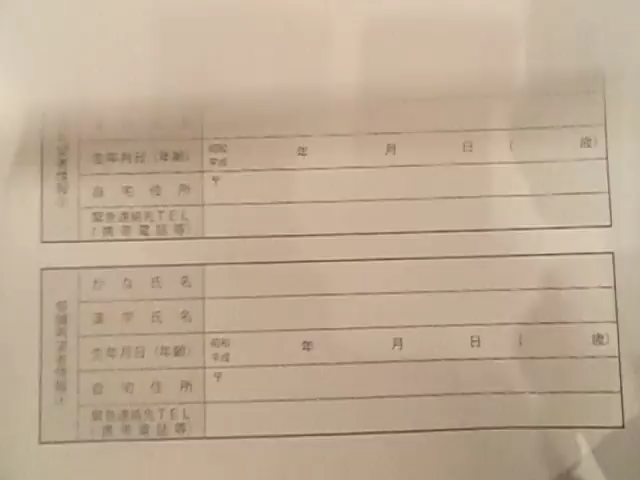 生年月日(年齢)
昭和 年 月 日 ( 歳)
平成
自宅住所
〒
緊急連絡先TEL
(携帯電話等)
かな氏名
漢字氏名
生年月日(年齢)
昭和 年 月 日 ( 歳)
平成
自宅住所
〒
緊急連絡先TEL
(携帯電話等)